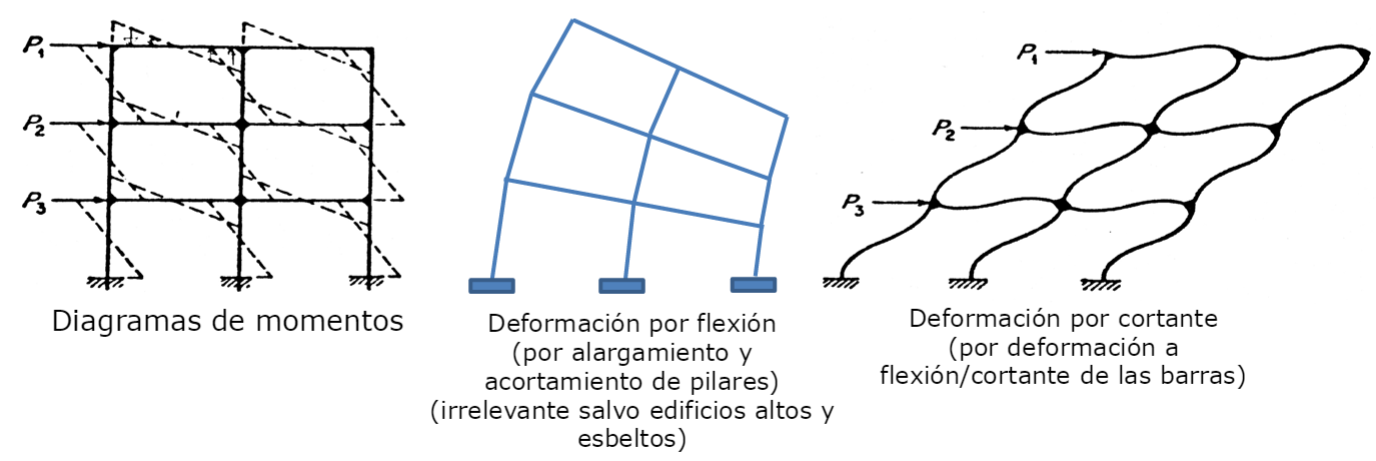 P₁
P₂
P₃
Diagramas de momentos
Deformación por flexión
(por alargamiento y
acortamiento de pilares)
(irrelevante salvo edificios altos y
esbeltos)
P₁
P₂
P₃
Deformación por cortante
(por deformación a
flexión/cortante de las barras)